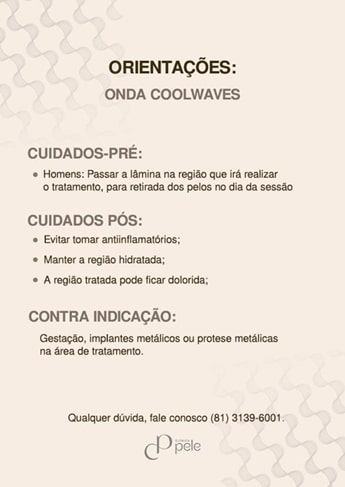 ORIENTAÇÕES:
ONDA COOLWAVES
CUIDADOS-PRÉ:
• Homens: Passar a lâmina na região que irá realizar
o tratamento, para retirada dos pelos no dia da sessão
CUIDADOS PÓS:
• Evitar tomar antiinflamatórios;
• Manter a região hidratada;
• A região tratada pode ficar dolorida;
CONTRA INDICAÇÃO:
Gestação, implantes metálicos ou protese metálicas
na área de tratamento.
Qualquer dúvida, fale conosco (81) 3139-6001.
pele